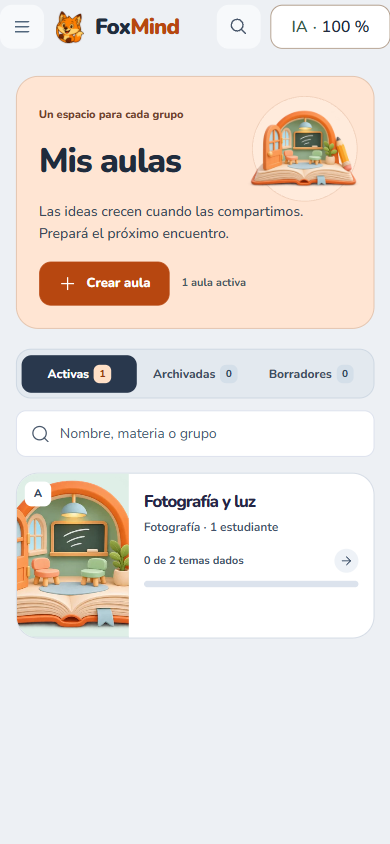 FoxMind
IA · 100 %
Un espacio para cada grupo
Mis aulas
Las ideas crecen cuando las compartimos.
Prepará el próximo encuentro.
Crear aula
1 aula activa
Activas 1
Archivadas 0
Borradores 0
Nombre, materia o grupo
A
Fotografía y luz
Fotografía · 1 estudiante
0 de 2 temas dados